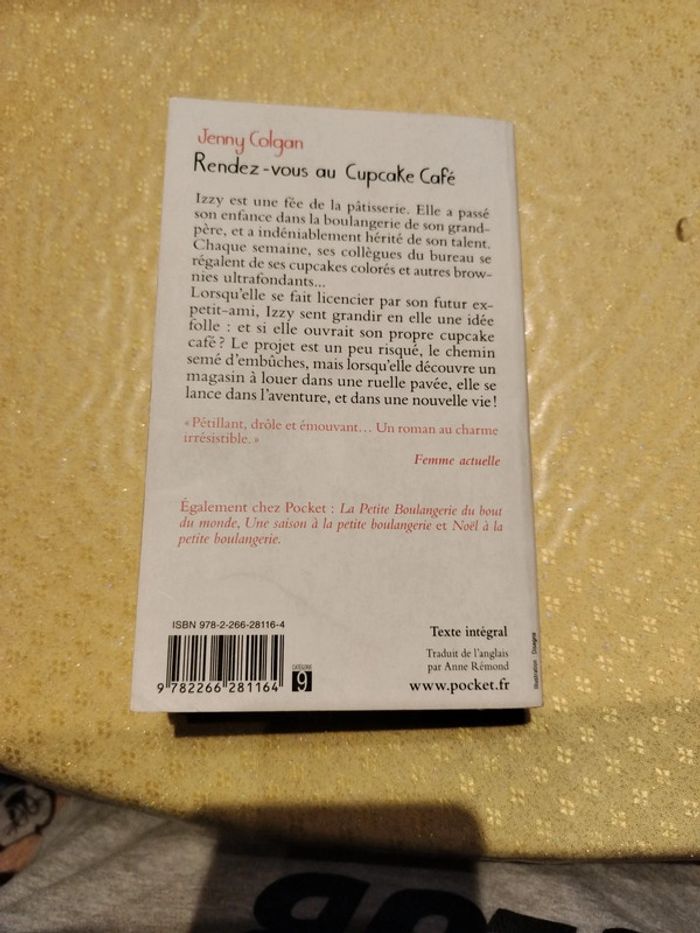 Jenny Colgan
Rendez-vous au Cupcake Café
Izzy est une fée de la pâtisserie. Elle a passé
son enfance dans la boulangerie de son grand-
père, et a indéniablement hérité de son talent.
Chaque semaine, ses collègues du bureau se
régalent de ses cupcakes colorés et autres brow-
nies ultrafondants...
Lorsqu'elle se fait licencier par son futur ex-
petit-ami, Izzy sent grandir en elle une idée
folle : et si elle ouvrait son propre cupcake
café ? Le projet est un peu risqué, le chemin
semé d'embûches, mais lorsqu'elle découvre un
magasin à louer dans une ruelle pavée, elle se
lance dans l'aventure, et dans une nouvelle vie !
« Pétillant, drôle et émouvant... Un roman au charme
irrésistible. »
Femme actuelle
Également chez Pocket : La Petite Boulangerie du bout
du monde, Une saison à la petite boulangerie et Noël à la
petite boulangerie.
ISBN 978-2-266-28116-4
9 782266 281164
CATÉGORIE
9
Texte intégral
Traduit de l'anglais
par Anne Rémond
www.pocket.fr
Illustration :